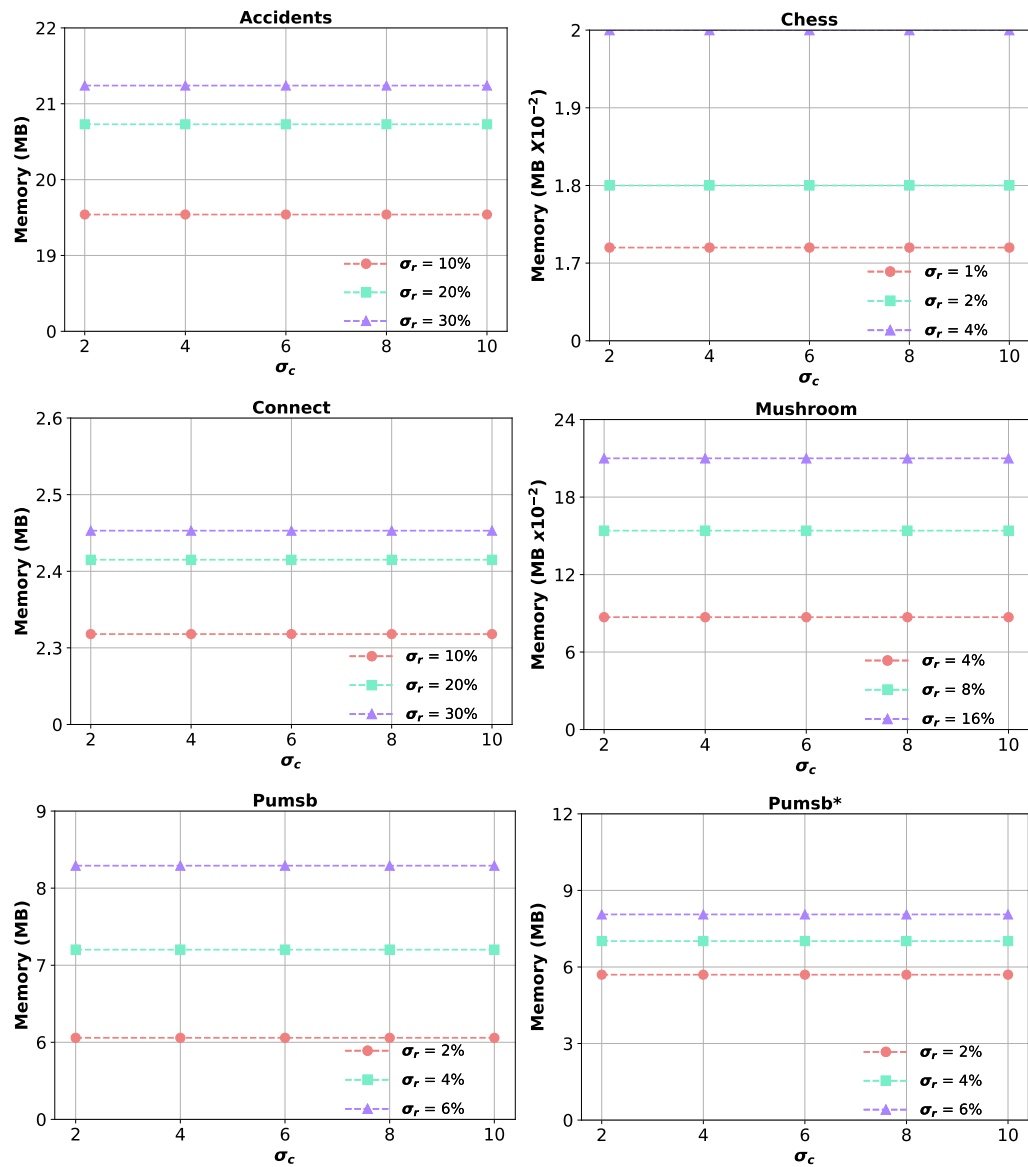 Accidents
Memory (MB)
22
21
20
19
0
σr = 10%
σr = 20%
σr = 30%
2 4 6 8 10
σc
Chess
Memory (MB X10−2)
2
1.9
1.8
1.7
0
σr = 1%
σr = 2%
σr = 4%
2 4 6 8 10
σc
Connect
Memory (MB)
2.6
2.5
2.4
2.3
0
σr = 10%
σr = 20%
σr = 30%
2 4 6 8 10
σc
Mushroom
Memory (MB x10−2)
24
18
12
6
0
σr = 4%
σr = 8%
σr = 16%
2 4 6 8 10
σc
Pumsb
Memory (MB)
9
8
7
6
0
σr = 2%
σr = 4%
σr = 6%
2 4 6 8 10
σc
Pumsb*
Memory (MB)
12
9
6
3
0
σr = 2%
σr = 4%
σr = 6%
2 4 6 8 10
σc